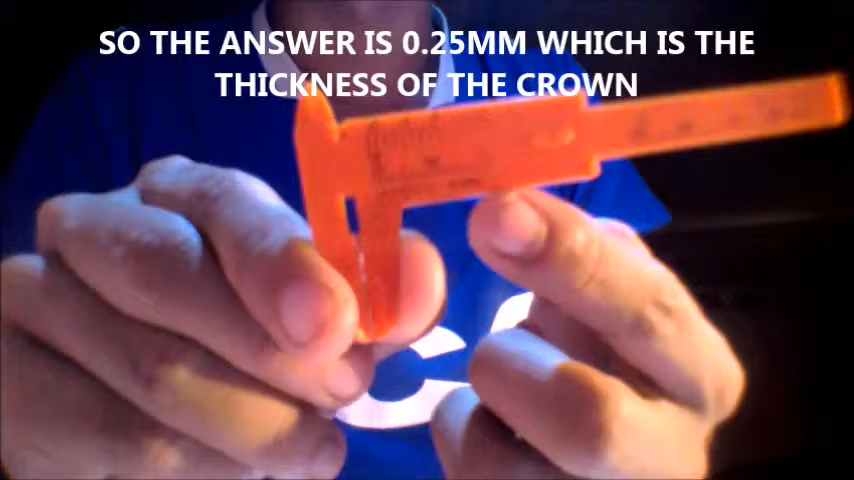 SO THE ANSWER IS 0.25MM WHICH IS THE
THICKNESS OF THE CROWN